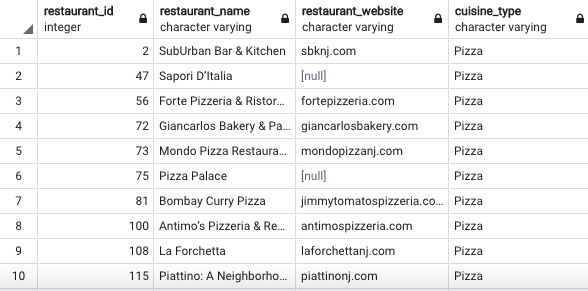 restaurant_id restaurant_name restaurant_website cuisine_type
integer character varying character varying character varying
1 2 SubUrban Bar & Kitchen sbknj.com Pizza
2 47 Sapori D’Italia [null] Pizza
3 56 Forte Pizzeria & Ristor... fortepizzeria.com Pizza
4 72 Giancarlos Bakery & Pa... giancarlosbakery.com Pizza
5 73 Mondo Pizza Restaura... mondopizzanj.com Pizza
6 75 Pizza Palace [null] Pizza
7 81 Bombay Curry Pizza jimmytomatospizzeria.co... Pizza
8 100 Antimo’s Pizzeria & Re... antimospizzeria.com Pizza
9 108 La Forchetta laforchettanj.com Pizza
10 115 Piattino: A Neighborho... piattinonj.com Pizza